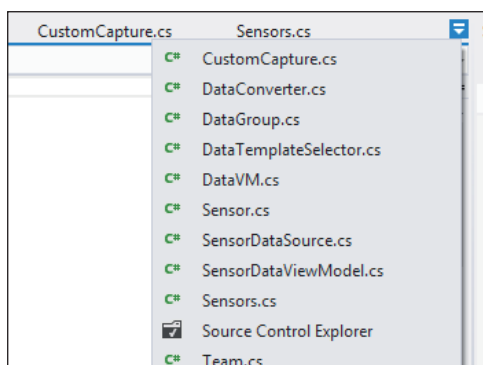 CustomCapture.cs Sensors.cs
C# CustomCapture.cs
C# DataConverter.cs
C# DataGroup.cs
C# DataTemplateSelector.cs
C# DataVM.cs
C# Sensor.cs
C# SensorDataSource.cs
C# SensorDataViewModel.cs
C# Sensors.cs
Source Control Explorer
C# Team.cs